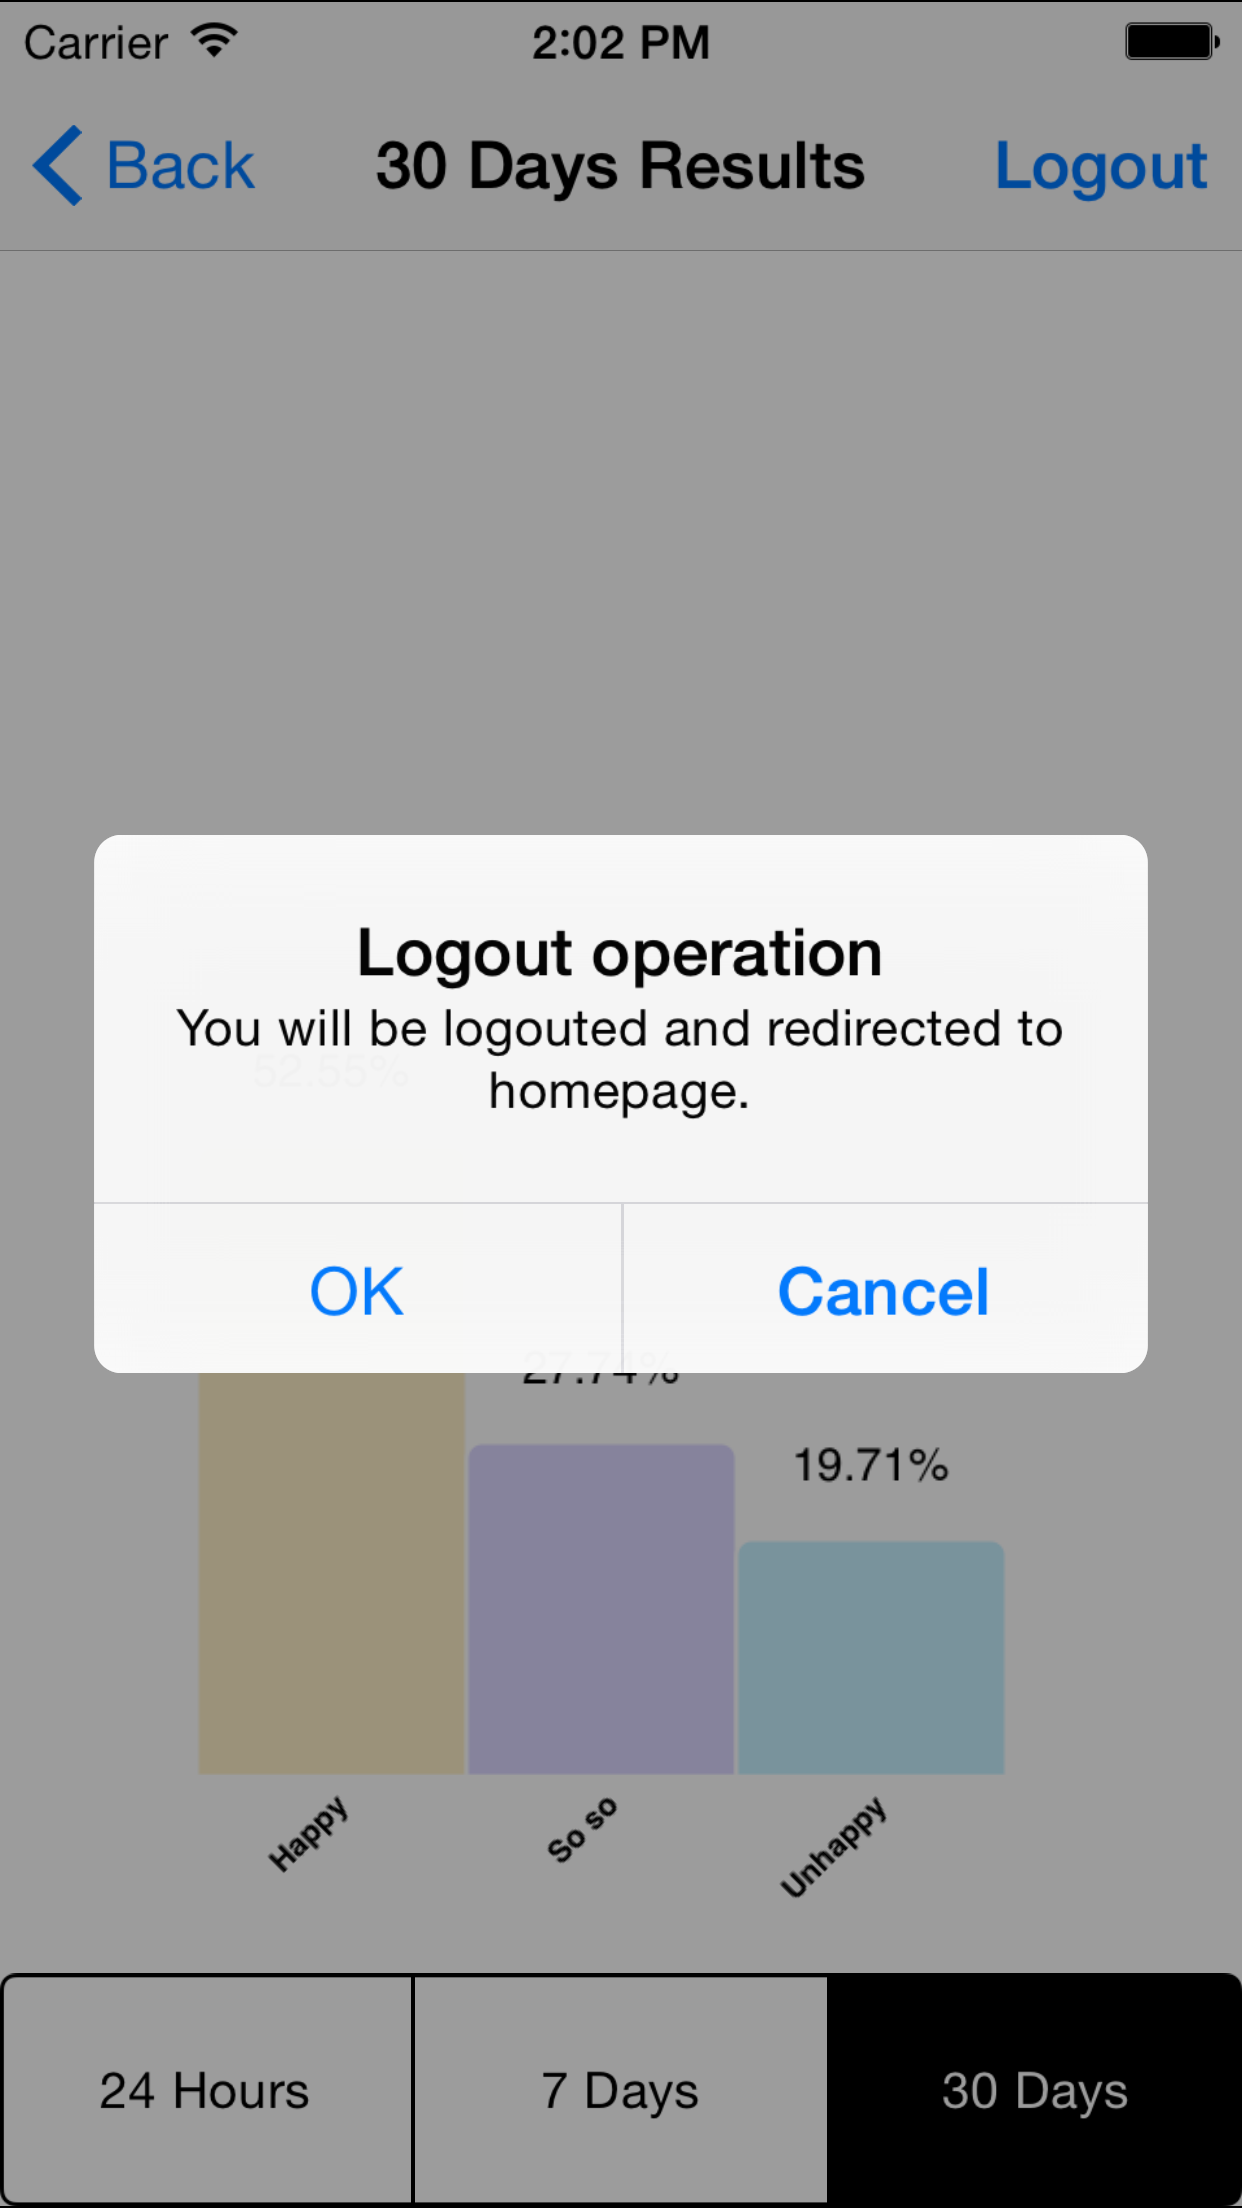 Carrier 2:02 PM
Back 30 Days Results Logout
Logout operation
You will be logouted and redirected to
52.55%
homepage.
OK Cancel
27.74%
19.71%
Happy So so Unhappy
24 Hours 7 Days 30 Days